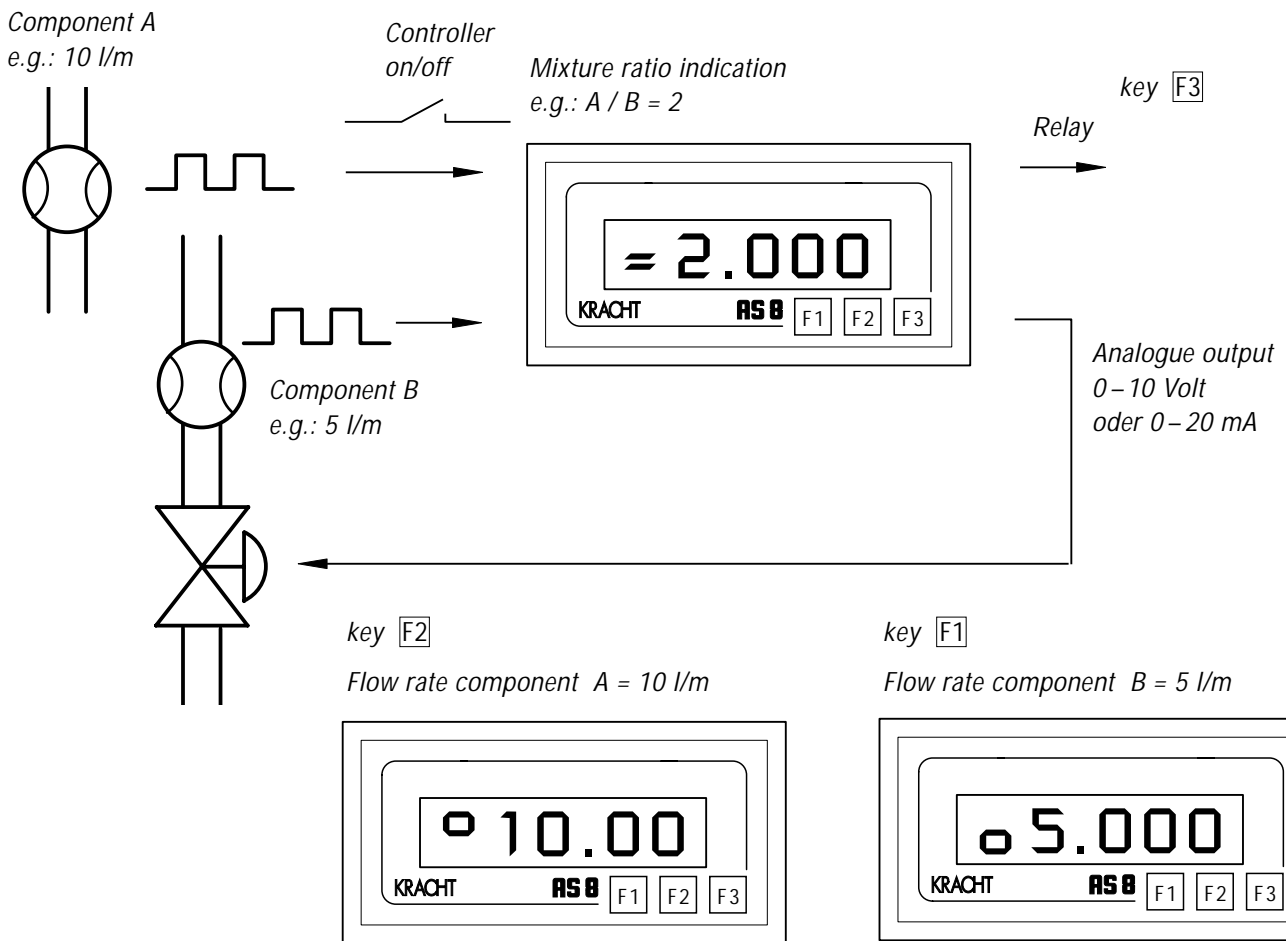 Component A
e.g.: 10 l/m
Controller
on/off
Mixture ratio indication
e.g.: A / B = 2
key F3
Relay
= 2.000
KRACHT AS 8 F1 F2 F3
Component B
e.g.: 5 l/m
Analogue output
0–10 Volt
oder 0–20 mA
key F2
Flow rate component A = 10 l/m
o 10.00
KRACHT AS 8 F1 F2 F3
key F1
Flow rate component B = 5 l/m
o 5.000
KRACHT AS 8 F1 F2 F3